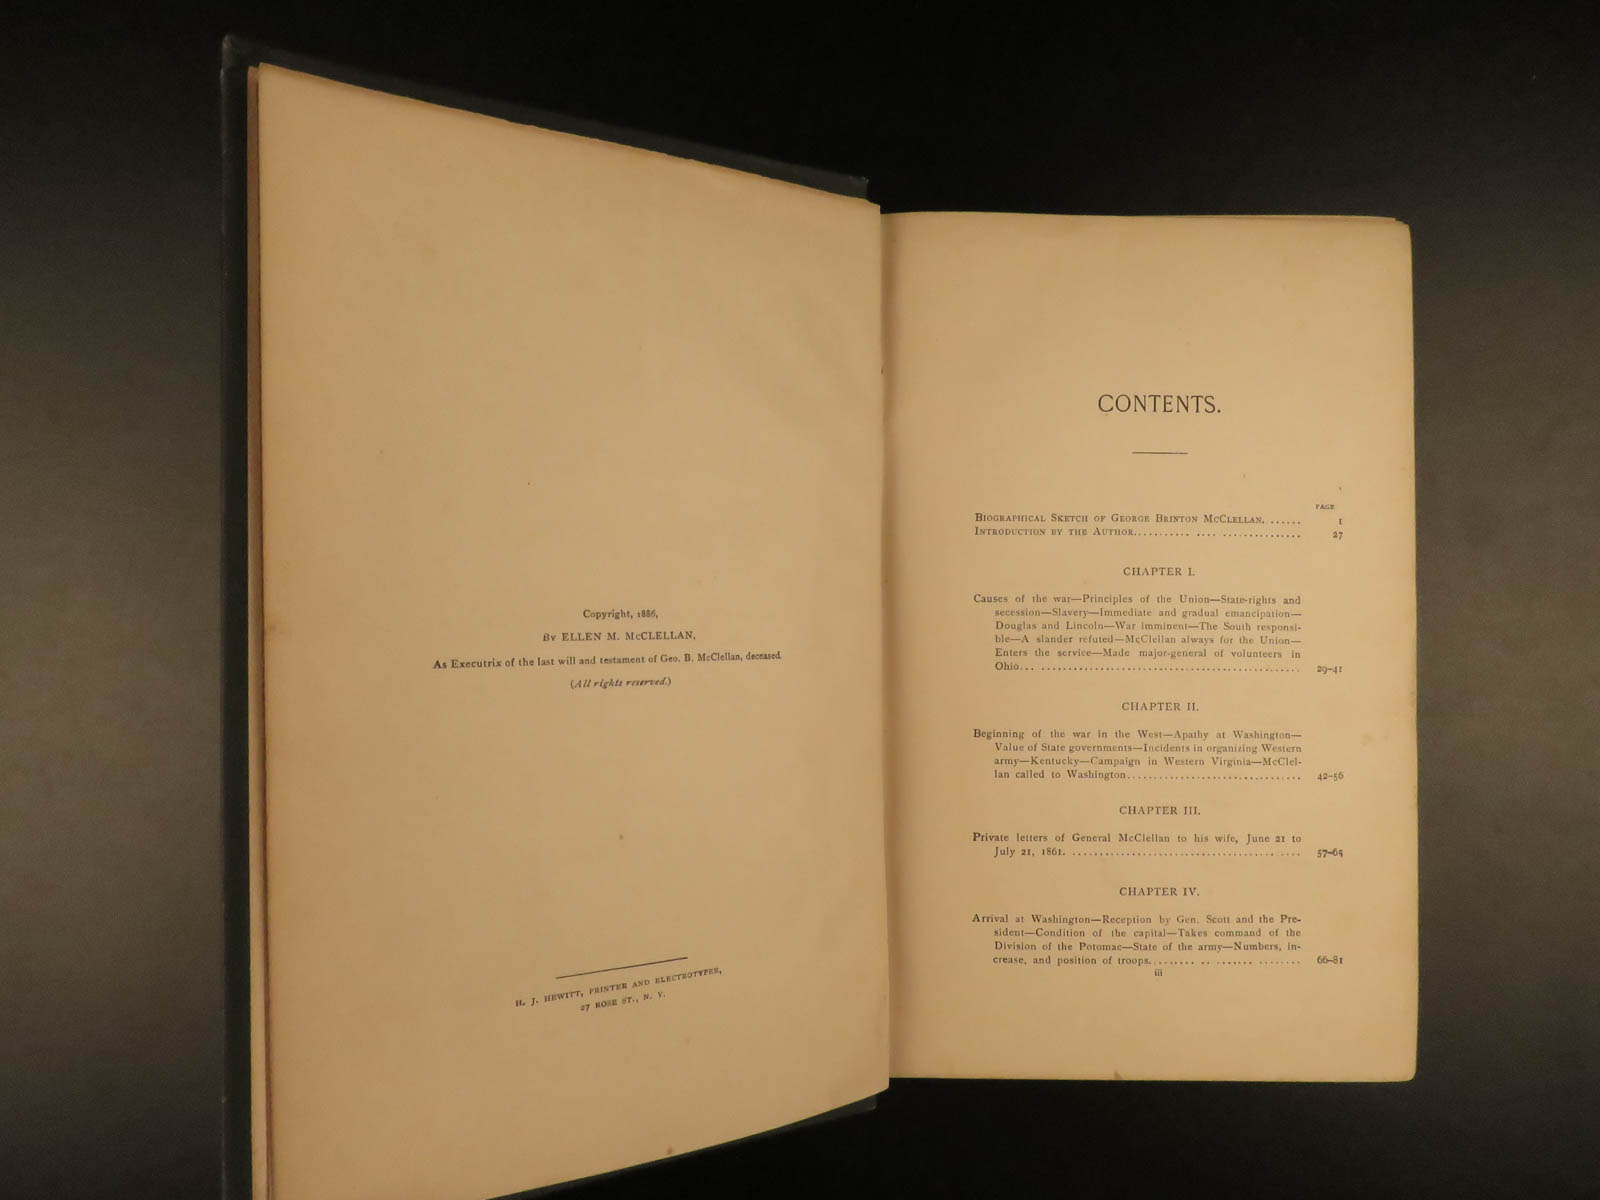 Copyright, 1886,
By ELLEN M. McCLELLAN,
As Executrix of the last will and testament of Geo. B. McClellan, deceased.
(All rights reserved.)
H. J. HEWITT, PRINTER AND ELECTROTYPER,
27 ROSE ST., N. Y.
CONTENTS.
PAGE
BIOGRAPHICAL SKETCH OF GEORGE BRINTON McCLELLAN. ...... 1
INTRODUCTION BY THE AUTHOR........... .... ............... 27
CHAPTER I.
Causes of the war—Principles of the Union—State-rights and
secession—Slavery—Immediate and gradual emancipation—
Douglas and Lincoln—War imminent—The South responsi-
ble—A slander refuted—McClellan always for the Union—
Enters the service—Made major-general of volunteers in
Ohio... ............................................ 29-41
CHAPTER II.
Beginning of the war in the West—Apathy at Washington—
Value of State governments—Incidents in organizing Western
army—Kentucky—Campaign in Western Virginia—McClel-
lan called to Washington................................ 42-56
CHAPTER III.
Private letters of General McClellan to his wife, June 21 to
July 21, 1861. ........................................ 57-65
CHAPTER IV.
Arrival at Washington—Reception by Gen. Scott and the Pre-
sident—Condition of the capital—Takes command of the
Division of the Potomac—State of the army—Numbers, in-
crease, and position of troops......... .. ....... ........ 66-81
iii